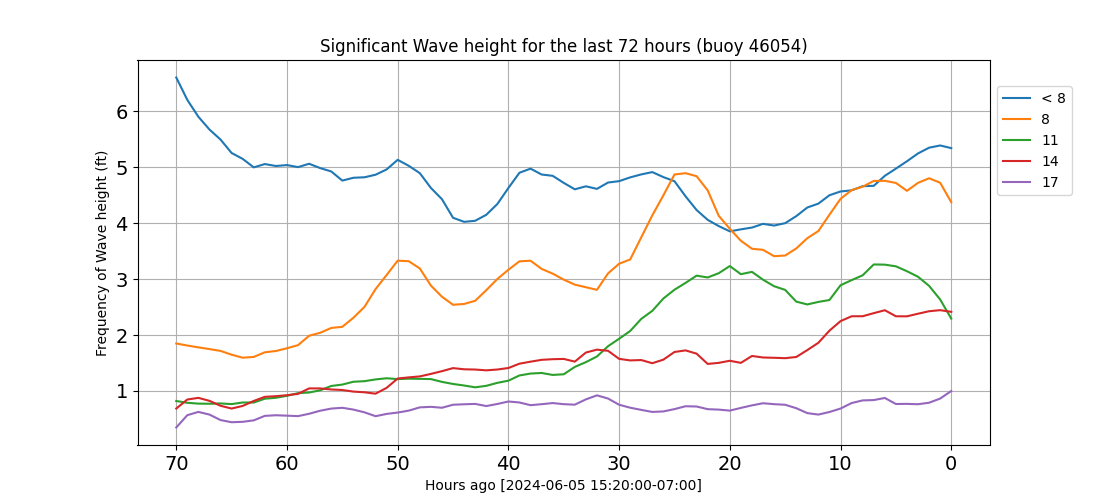 Significant Wave height for the last 72 hours (buoy 46054)
Frequency of Wave height (ft)
6
5
4
3
2
1
70 60 50 40 30 20 10 0
Hours ago [2024-06-05 15:20:00-07:00]
< 8
8
11
14
17